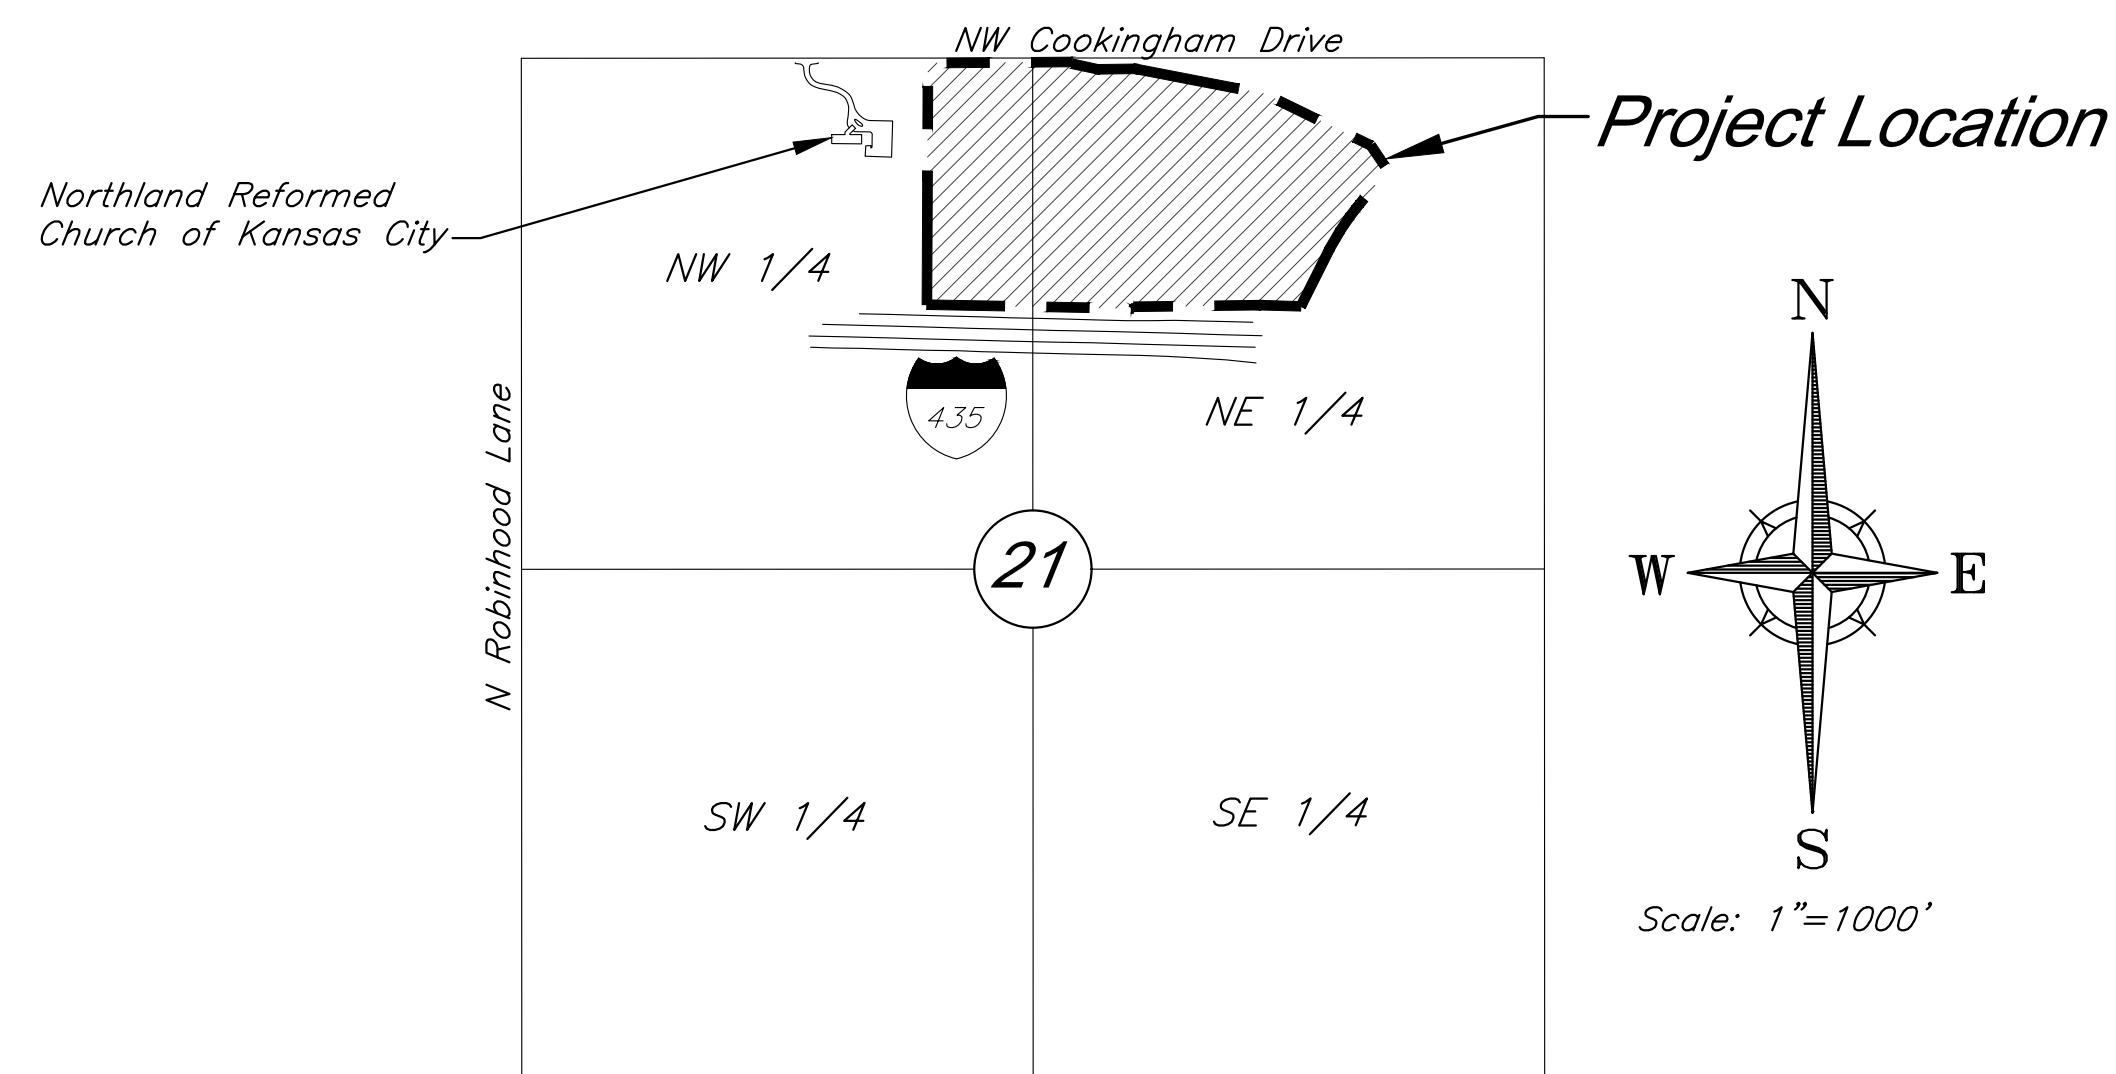 NW Cookingham Drive
Project Location
Northland Reformed
Church of Kansas City
NW 1/4
N
435
NE 1/4
N Robinhood Lane
21
W
E
SW 1/4
SE 1/4
S
Scale: 1"=1000'